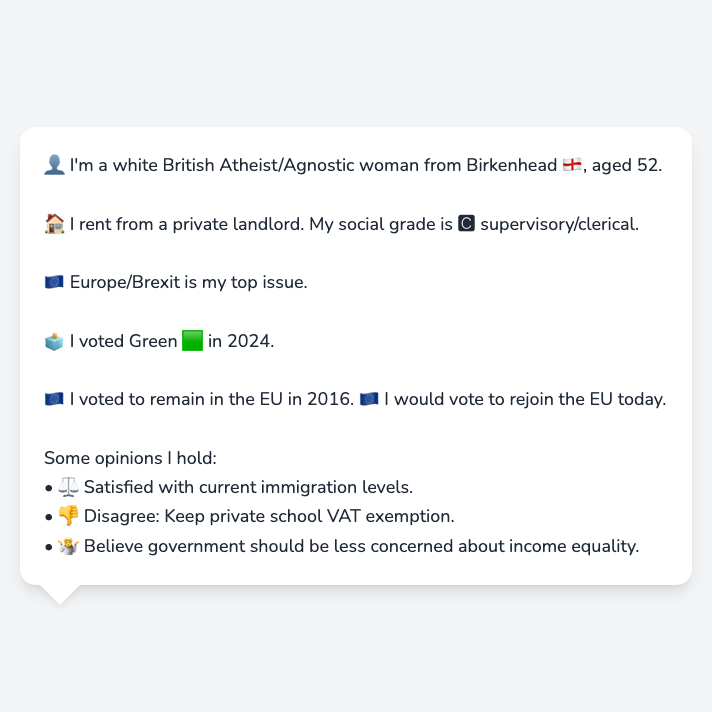 👤 I'm a white British Atheist/Agnostic woman from Birkenhead 🏴󠁧󠁢󠁥󠁮󠁧󠁿, aged 52.
🏠 I rent from a private landlord. My social grade is 🅲 supervisory/clerical.
🇪🇺 Europe/Brexit is my top issue.
🗳️ I voted Green 🟩 in 2024.
🇪🇺 I voted to remain in the EU in 2016. 🇪🇺 I would vote to rejoin the EU today.
Some opinions I hold:
• ⚖️ Satisfied with current immigration levels.
• 👎 Disagree: Keep private school VAT exemption.
• 🤷‍♀️ Believe government should be less concerned about income equality.